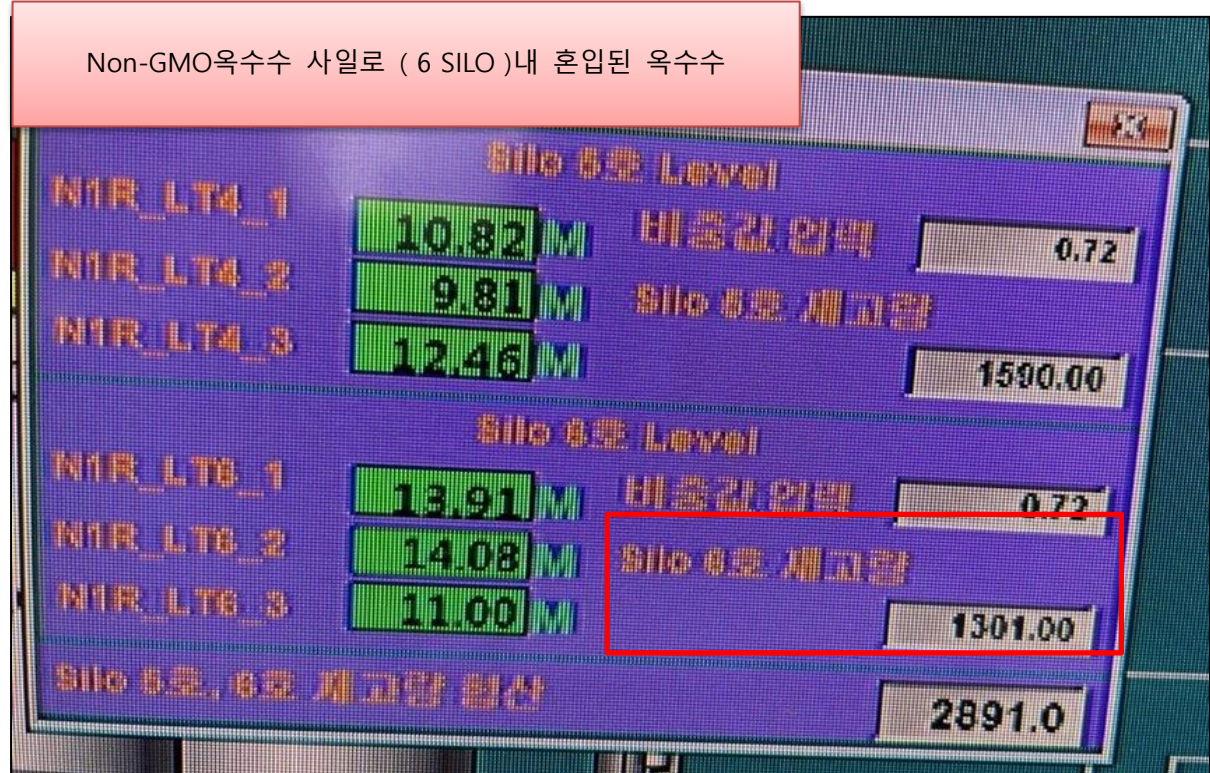 Non-GMO옥수수 사일로 ( 6 SILO )내 혼입된 옥수수
Silo 5호 Level
N1R_LT4_1 10.82 M 비중값 입력 0.72
N1R_LT4_2 9.81 M Silo 5호 재고량
N1R_LT4_3 12.46 M 1590.00
Silo 6호 Level
N1R_LT6_1 13.91 M 비중값 입력 0.72
N1R_LT6_2 14.08 M Silo 6호 재고량
N1R_LT6_3 11.00 M 1301.00
Silo 5호, 6호 재고량 합산 2891.0